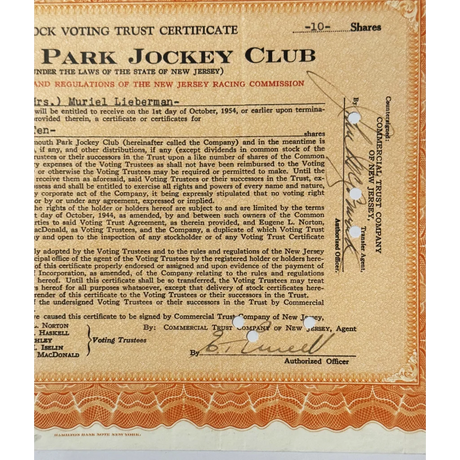 OCK VOTING TRUST CERTIFICATE -10- Shares
PARK JOCKEY CLUB
UNDER THE LAWS OF THE STATE OF NEW JERSEY)
AND REGULATIONS OF THE NEW JERSEY RACING COMMISSION
rs.) Muriel Lieberman-
will be entitled to receive on the 1st day of October, 1954, or earlier upon termina-
provided therein, a certificate or certificates for
en- shares
mouth Park Jockey Club (hereinafter called the Company) and in the meantime is
, if any, and other distributions, if any (except dividends in common stock of the
trustees or their successors in the Trust upon a like number of shares of the Common
ry expenses of the Voting Trustees as shall not have been reimbursed to the Voting
or otherwise the Voting Trustees may be required or permitted to make. Until the
receive them as aforesaid, said Voting Trustees or their successors in the Trust, ex-
ossess and shall be entitled to exercise all rights and powers of every name and nature,
y corporate act of the Company, it being expressly stipulated that no voting right
or by or under any agreement, expressed or implied.
he rights of the holder or holders hereof are and to are limited by the terms
t day of October, 1944, as amended, by and between such owners of the Common
rties to said Voting Trust Agreement, as therein provided, and Eugene L. Norton,
MacDonald, as Voting Trustees, and the Company, a duplicate of which Voting Trust
y and open to the inspection of any stockholder or of any Voting Trust Certificate
ly adopted by the Voting Trustees and to the rules and regulations of the New Jersey
ncipal office of the agent of the Voting Trustees by the registered holder or holders here-
of this certificate properly endorsed or assigned and upon evidence of the payment of
of Incorporation, as amended, of the Company relating to the rules and regulations
hereof. Until this certificate shall be so transferred, the Voting Trustees may treat
s hereof for all purposes whatsoever, except that delivery of stock certificates here-
render of this certificate to the Voting Trustees or their successors in the Trust.
the undersigned Voting Trustees or their successors in the Trust by Commercial
ve caused this certificate to be signed by Commercial Trust Company of New Jersey,
L. NORTON
HASKELL
HLEY
. ISELIN
MACDONALD
Voting Trustees
By: COMMERCIAL TRUST COMPANY OF NEW JERSEY, Agent
By:
Authorized Officer
Countersigned:
COMMERCIAL TRUST COMPANY
OF NEW JERSEY,
Transfer Agent,
By
Authorized Officer.
HAMILTON BANK NOTE NEW YORK.